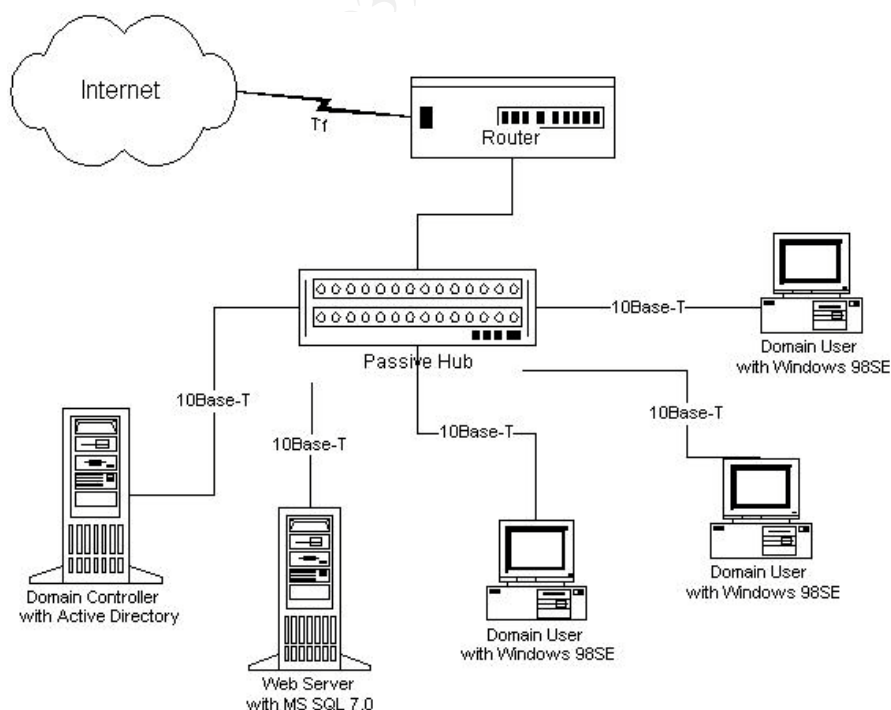 Internet
T1
Router
10Base-T
Domain User
with Windows 98SE
Passive Hub
10Base-T
10Base-T
10Base-T
10Base-T
Domain User
with Windows 98SE
Domain Controller
with Active Directory
Domain User
with Windows 98SE
Web Server
with MS SQL 7.0